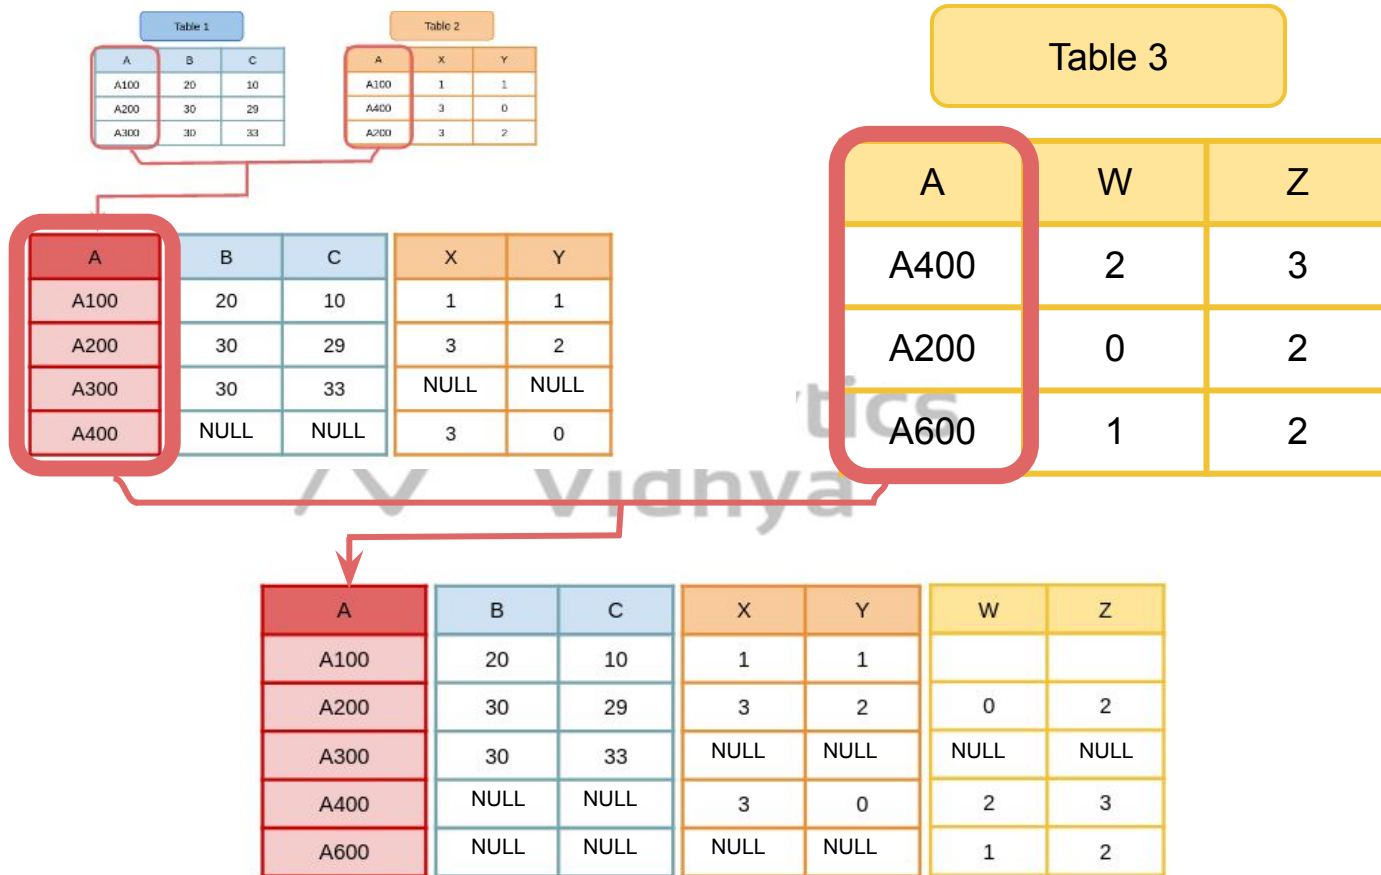 Table 1
A B C
A100 20 10
A200 30 29
A300 30 33
Table 2
A X Y
A100 1 1
A400 3 0
A200 3 2
Table 3
A W Z
A400 2 3
A200 0 2
A600 1 2
A B C X Y
A100 20 10 1 1
A200 30 29 3 2
A300 30 33 NULL NULL
A400 NULL NULL 3 0
tics
Vidhya
A B C X Y W Z
A100 20 10 1 1
A200 30 29 3 2 0 2
A300 30 33 NULL NULL NULL NULL
A400 NULL NULL 3 0 2 3
A600 NULL NULL NULL NULL 1 2